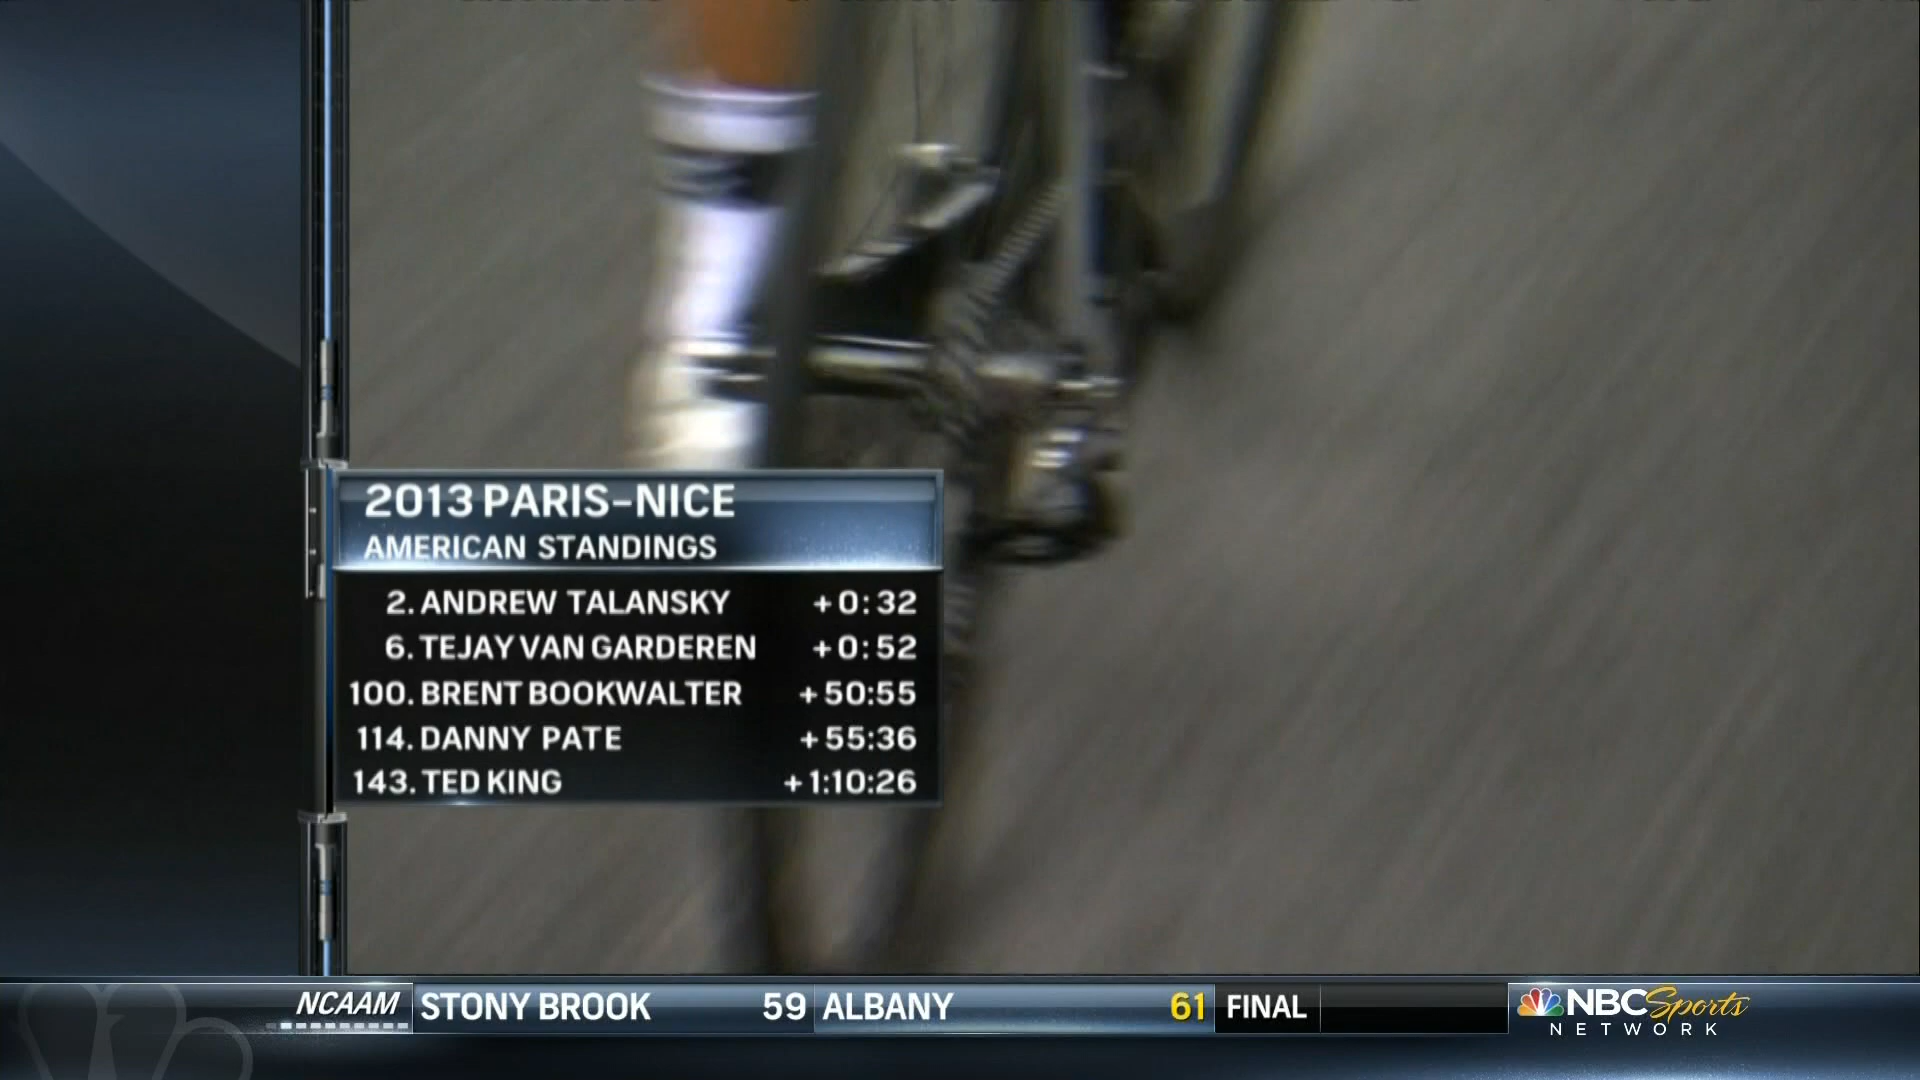 2013 PARIS-NICE
AMERICAN STANDINGS
2. ANDREW TALANSKY +0:32
6. TEJAY VAN GARDEREN +0:52
100. BRENT BOOKWALTER +50:55
114. DANNY PATE +55:36
143. TED KING +1:10:26
NCAAM STONY BROOK 59 ALBANY 61 FINAL
NBC Sports
NETWORK